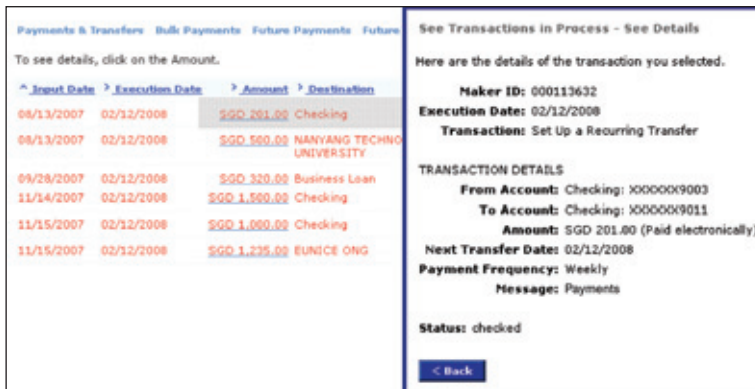 Payments & Transfers Bulk Payments Future Payments Future
To see details, click on the Amount.
^ Input Date > Execution Date > Amount > Destination
08/13/2007 02/12/2008 SGD 201.00 Checking
08/13/2007 02/12/2008 SGD 500.00 NANYANG TECHNO
UNIVERSITY
09/28/2007 02/12/2008 SGD 320.00 Business Loan
11/14/2007 02/12/2008 SGD 1,500.00 Checking
11/15/2007 02/12/2008 SGD 1,000.00 Checking
11/15/2007 02/12/2008 SGD 1,235.00 EUNICE ONG
See Transactions in Process - See Details
Here are the details of the transaction you selected.
Maker ID: 000113632
Execution Date: 02/12/2008
Transaction: Set Up a Recurring Transfer
TRANSACTION DETAILS
From Account: Checking: XXXXXX9003
To Account: Checking: XXXXXX9011
Amount: SGD 201.00 (Paid electronically)
Next Transfer Date: 02/12/2008
Payment Frequency: Weekly
Message: Payments
Status: checked
< Back